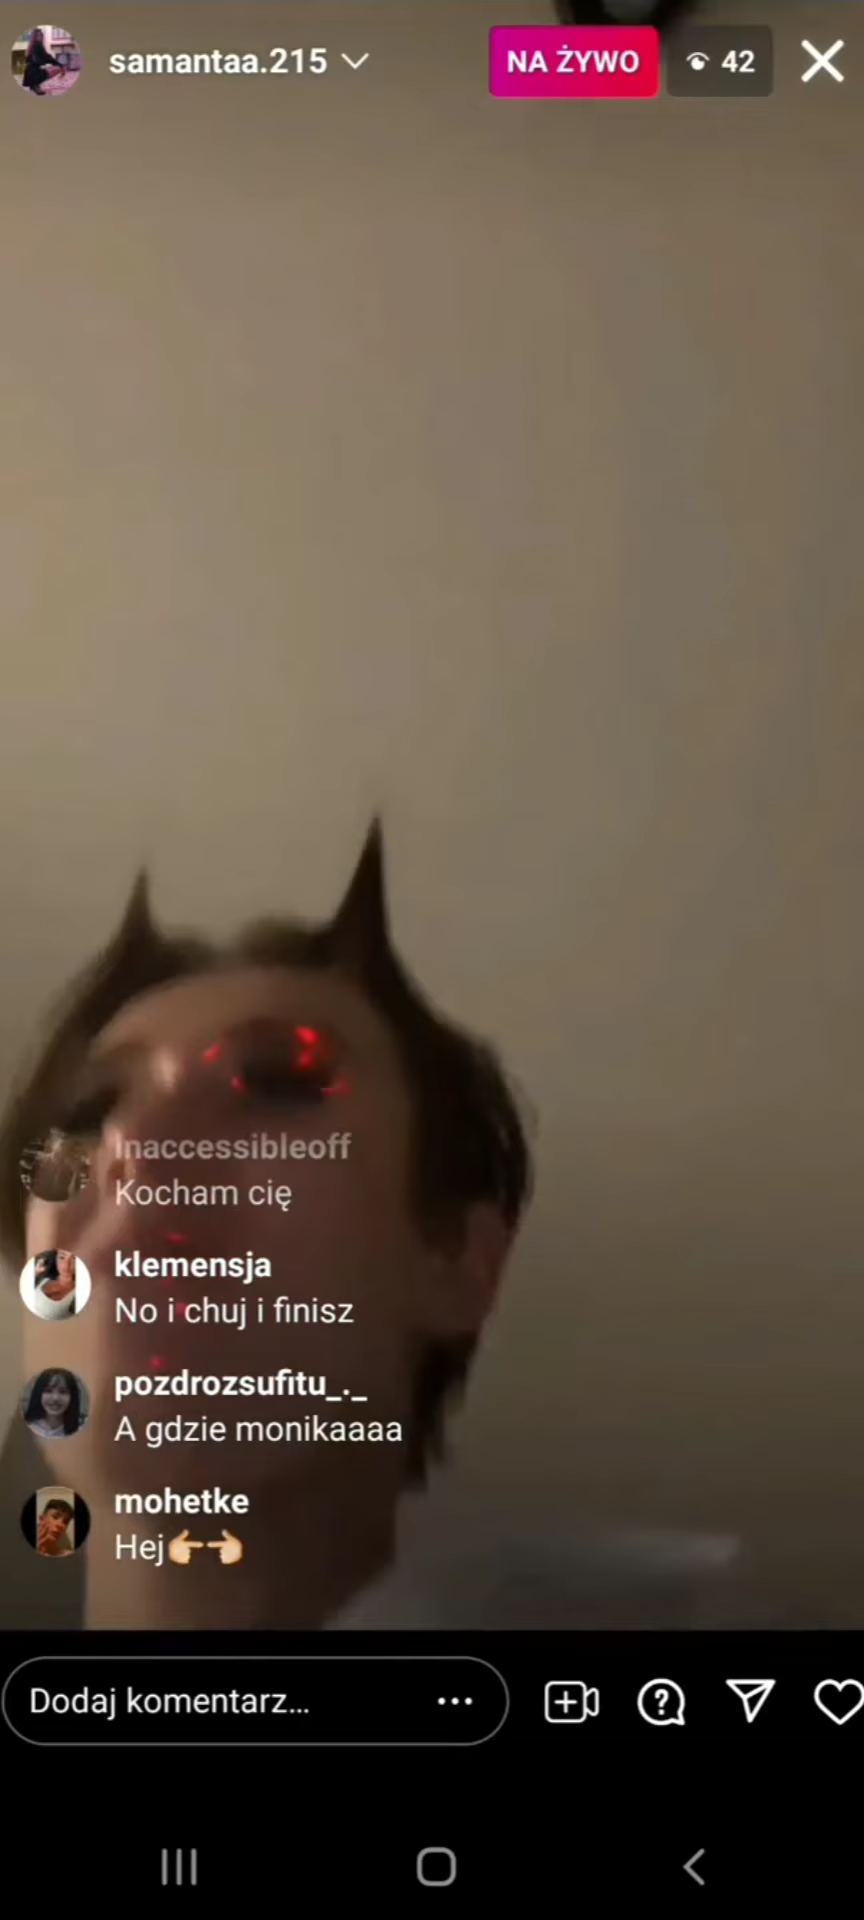 samantaa.215
NA ŻYWO
42
Inaccessibleoff
Kocham cię
klemensja
No i chuj i finisz
pozdrozsufitu_._
A gdzie monikaaaa
mohetke
Hej👉🏻👈🏻
Dodaj komentarz...